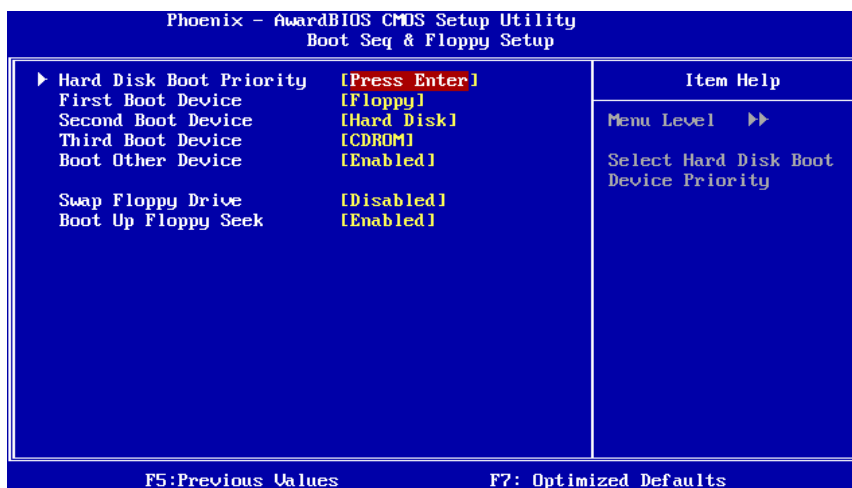 Phoenix - AwardBIOS CMOS Setup Utility
Boot Seq & Floppy Setup
Hard Disk Boot Priority [Press Enter]
First Boot Device [Floppy]
Second Boot Device [Hard Disk]
Third Boot Device [CDROM]
Boot Other Device [Enabled]
Swap Floppy Drive [Disabled]
Boot Up Floppy Seek [Enabled]
Item Help
Menu Level
Select Hard Disk Boot
Device Priority
F5:Previous Values F7: Optimized Defaults